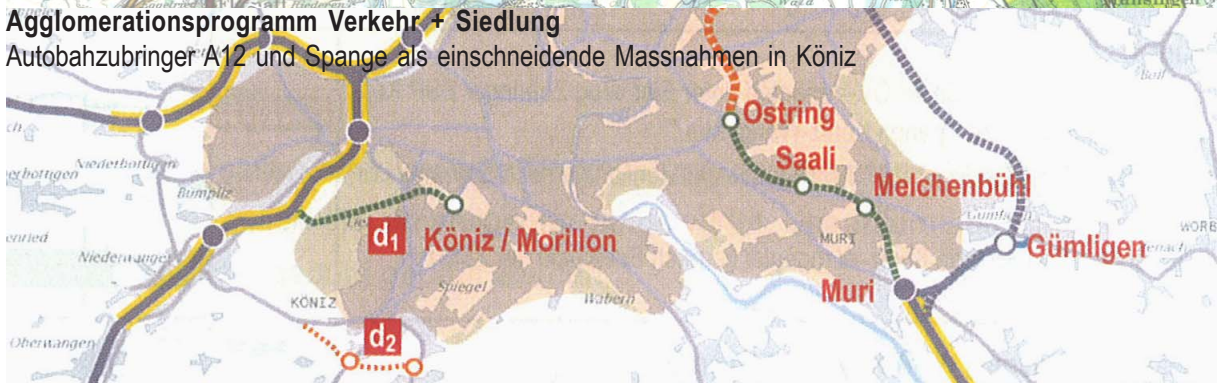 Agglomerationsprogramm Verkehr + Siedlung
Autobahzubringer A12 und Spange als einschneidende Massnahmen in Köniz
Ostring
Saali
Niederbottigen
Melchenbühl
Bümpliz
d1 Köniz / Morillon
MURI
WORB
Gümligen
Niederwangen
Muri
Spiegel
Wabern
KÖNIZ
d2
Oberwangen